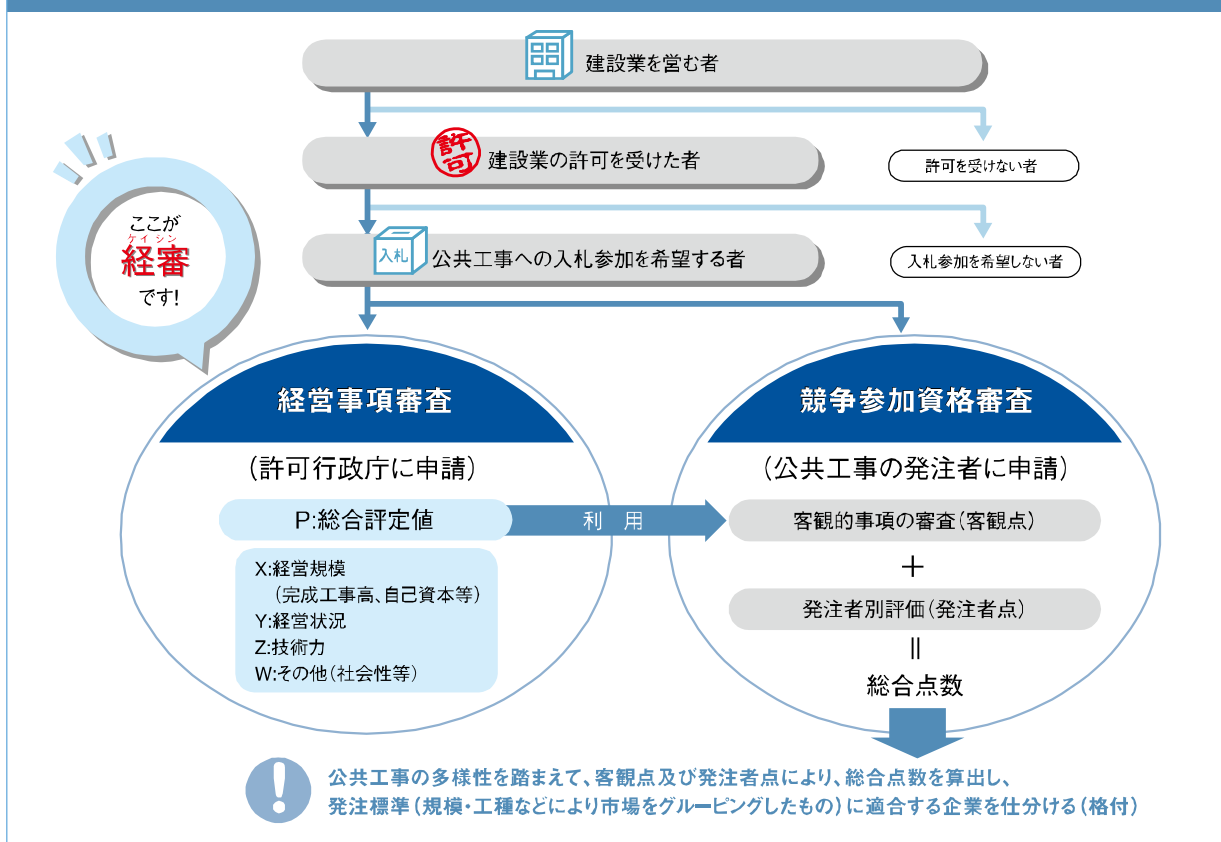 建設業を営む者
許可
建設業の許可を受けた者
許可を受けない者
ここが
ケイシン
経審
です!
入札
公共工事への入札参加を希望する者
入札参加を希望しない者
経営事項審査
(許可行政庁に申請)
P:総合評定値
X:経営規模
(完成工事高、自己資本等)
Y:経営状況
Z:技術力
W:その他(社会性等)
利 用
競争参加資格審査
(公共工事の発注者に申請)
客観的事項の審査(客観点)
+
発注者別評価(発注者点)
=
総合点数
!
公共工事の多様性を踏まえて、客観点及び発注者点により、総合点数を算出し、
発注標準(規模・工種などにより市場をグルーピングしたもの)に適合する企業を仕分ける(格付)